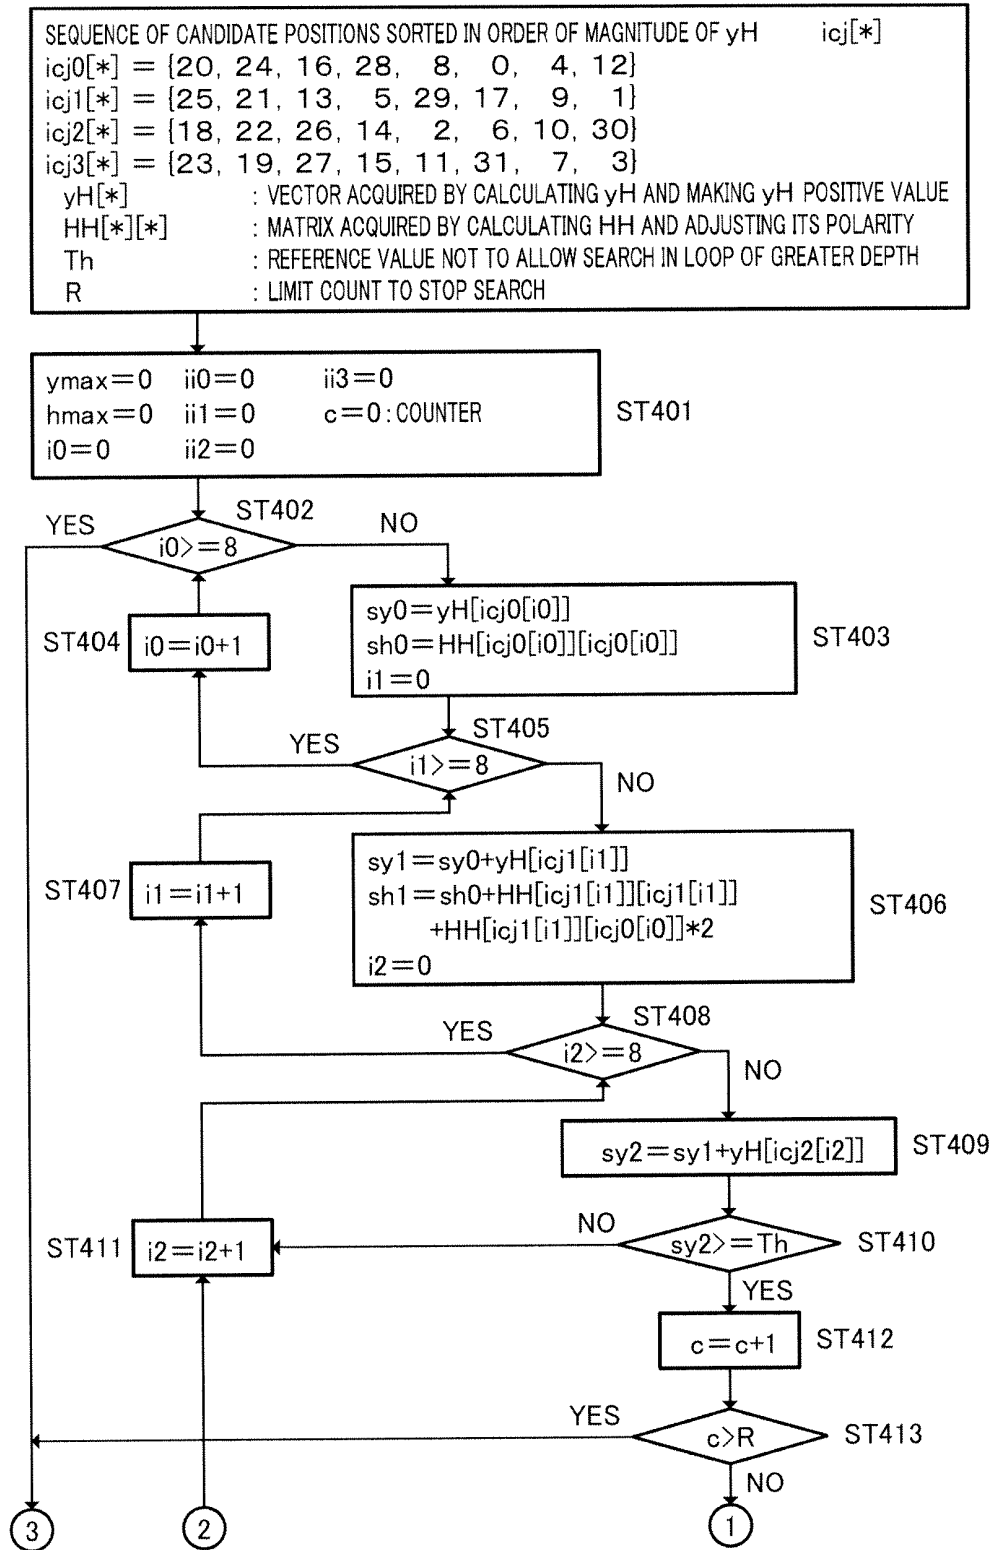 SEQUENCE OF CANDIDATE POSITIONS SORTED IN ORDER OF MAGNITUDE OF yH icj[*]
icj0[*] = {20, 24, 16, 28, 8, 0, 4, 12}
icj1[*] = {25, 21, 13, 5, 29, 17, 9, 1}
icj2[*] = {18, 22, 26, 14, 2, 6, 10, 30}
icj3[*] = {23, 19, 27, 15, 11, 31, 7, 3}
yH[*] : VECTOR ACQUIRED BY CALCULATING yH AND MAKING yH POSITIVE VALUE
HH[*][*] : MATRIX ACQUIRED BY CALCULATING HH AND ADJUSTING ITS POLARITY
Th : REFERENCE VALUE NOT TO ALLOW SEARCH IN LOOP OF GREATER DEPTH
R : LIMIT COUNT TO STOP SEARCH
ymax=0 ii0=0 ii3=0
hmax=0 ii1=0 c=0:COUNTER
i0=0 ii2=0
ST401
ST402
YES
NO
i0>=8
ST404
i0=i0+1
sy0=yH[icj0[i0]]
sh0=HH[icj0[i0]][icj0[i0]]
i1=0
ST403
ST405
YES
i1>=8
NO
ST407
i1=i1+1
sy1=sy0+yH[icj1[i1]]
sh1=sh0+HH[icj1[i1]][icj1[i1]]
+HH[icj1[i1]][icj0[i0]]*2
i2=0
ST406
ST408
YES
i2>=8
NO
sy2=sy1+yH[icj2[i2]]
ST409
NO
ST411
i2=i2+1
sy2>=Th
ST410
YES
c=c+1
ST412
YES
c>R
ST413
NO
3
2
1